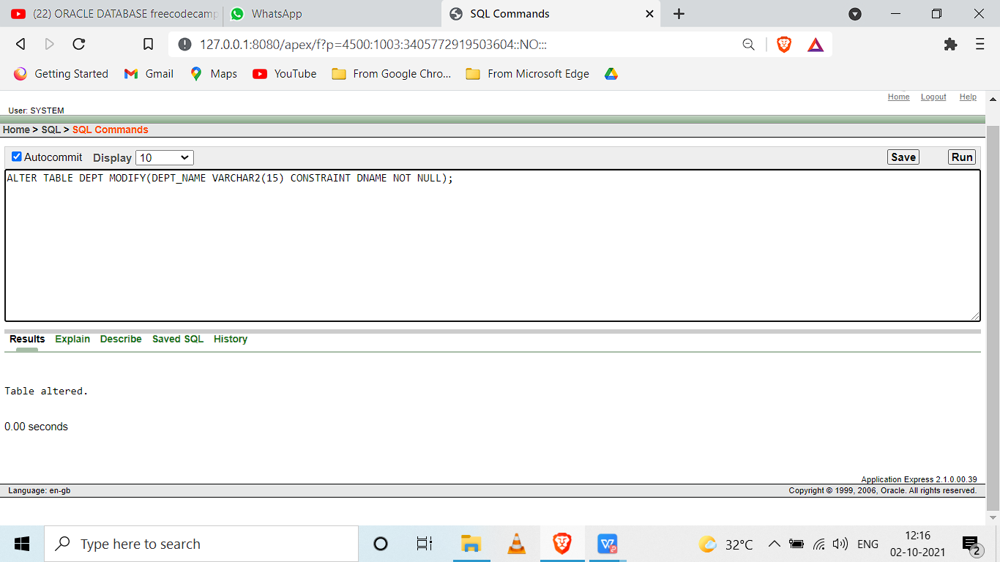 (22) ORACLE DATABASE freecodecamp
WhatsApp
SQL Commands
127.0.0.1:8080/apex/f?p=4500:1003:3405772919503604::NO:::
Getting Started
Gmail
Maps
YouTube
From Google Chro...
From Microsoft Edge
Home Logout Help
User: SYSTEM
Home > SQL > SQL Commands
Autocommit Display 10
Save Run
ALTER TABLE DEPT MODIFY(DEPT_NAME VARCHAR2(15) CONSTRAINT DNAME NOT NULL);
Results Explain Describe Saved SQL History
Table altered.
0.00 seconds
Application Express 2.1.0.00.39
Language: en-gb
Copyright © 1999, 2006, Oracle. All rights reserved.
Type here to search
32°C
ENG
12:16
02-10-2021
2